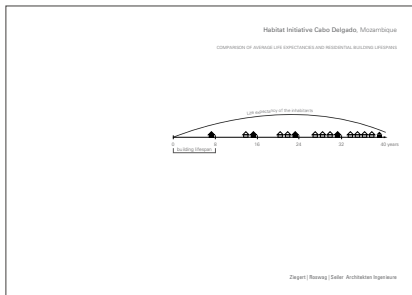 Habitat Initiative Cabo Delgado, Mozambique
COMPARISON OF AVERAGE LIFE EXPECTANCIES AND RESIDENTIAL BUILDING LIFESPANS
Life expectancy of the inhabitants
0 8 16 24 32 40 years
building lifespan
Ziegert | Roswag | Seiler Architekten Ingenieure